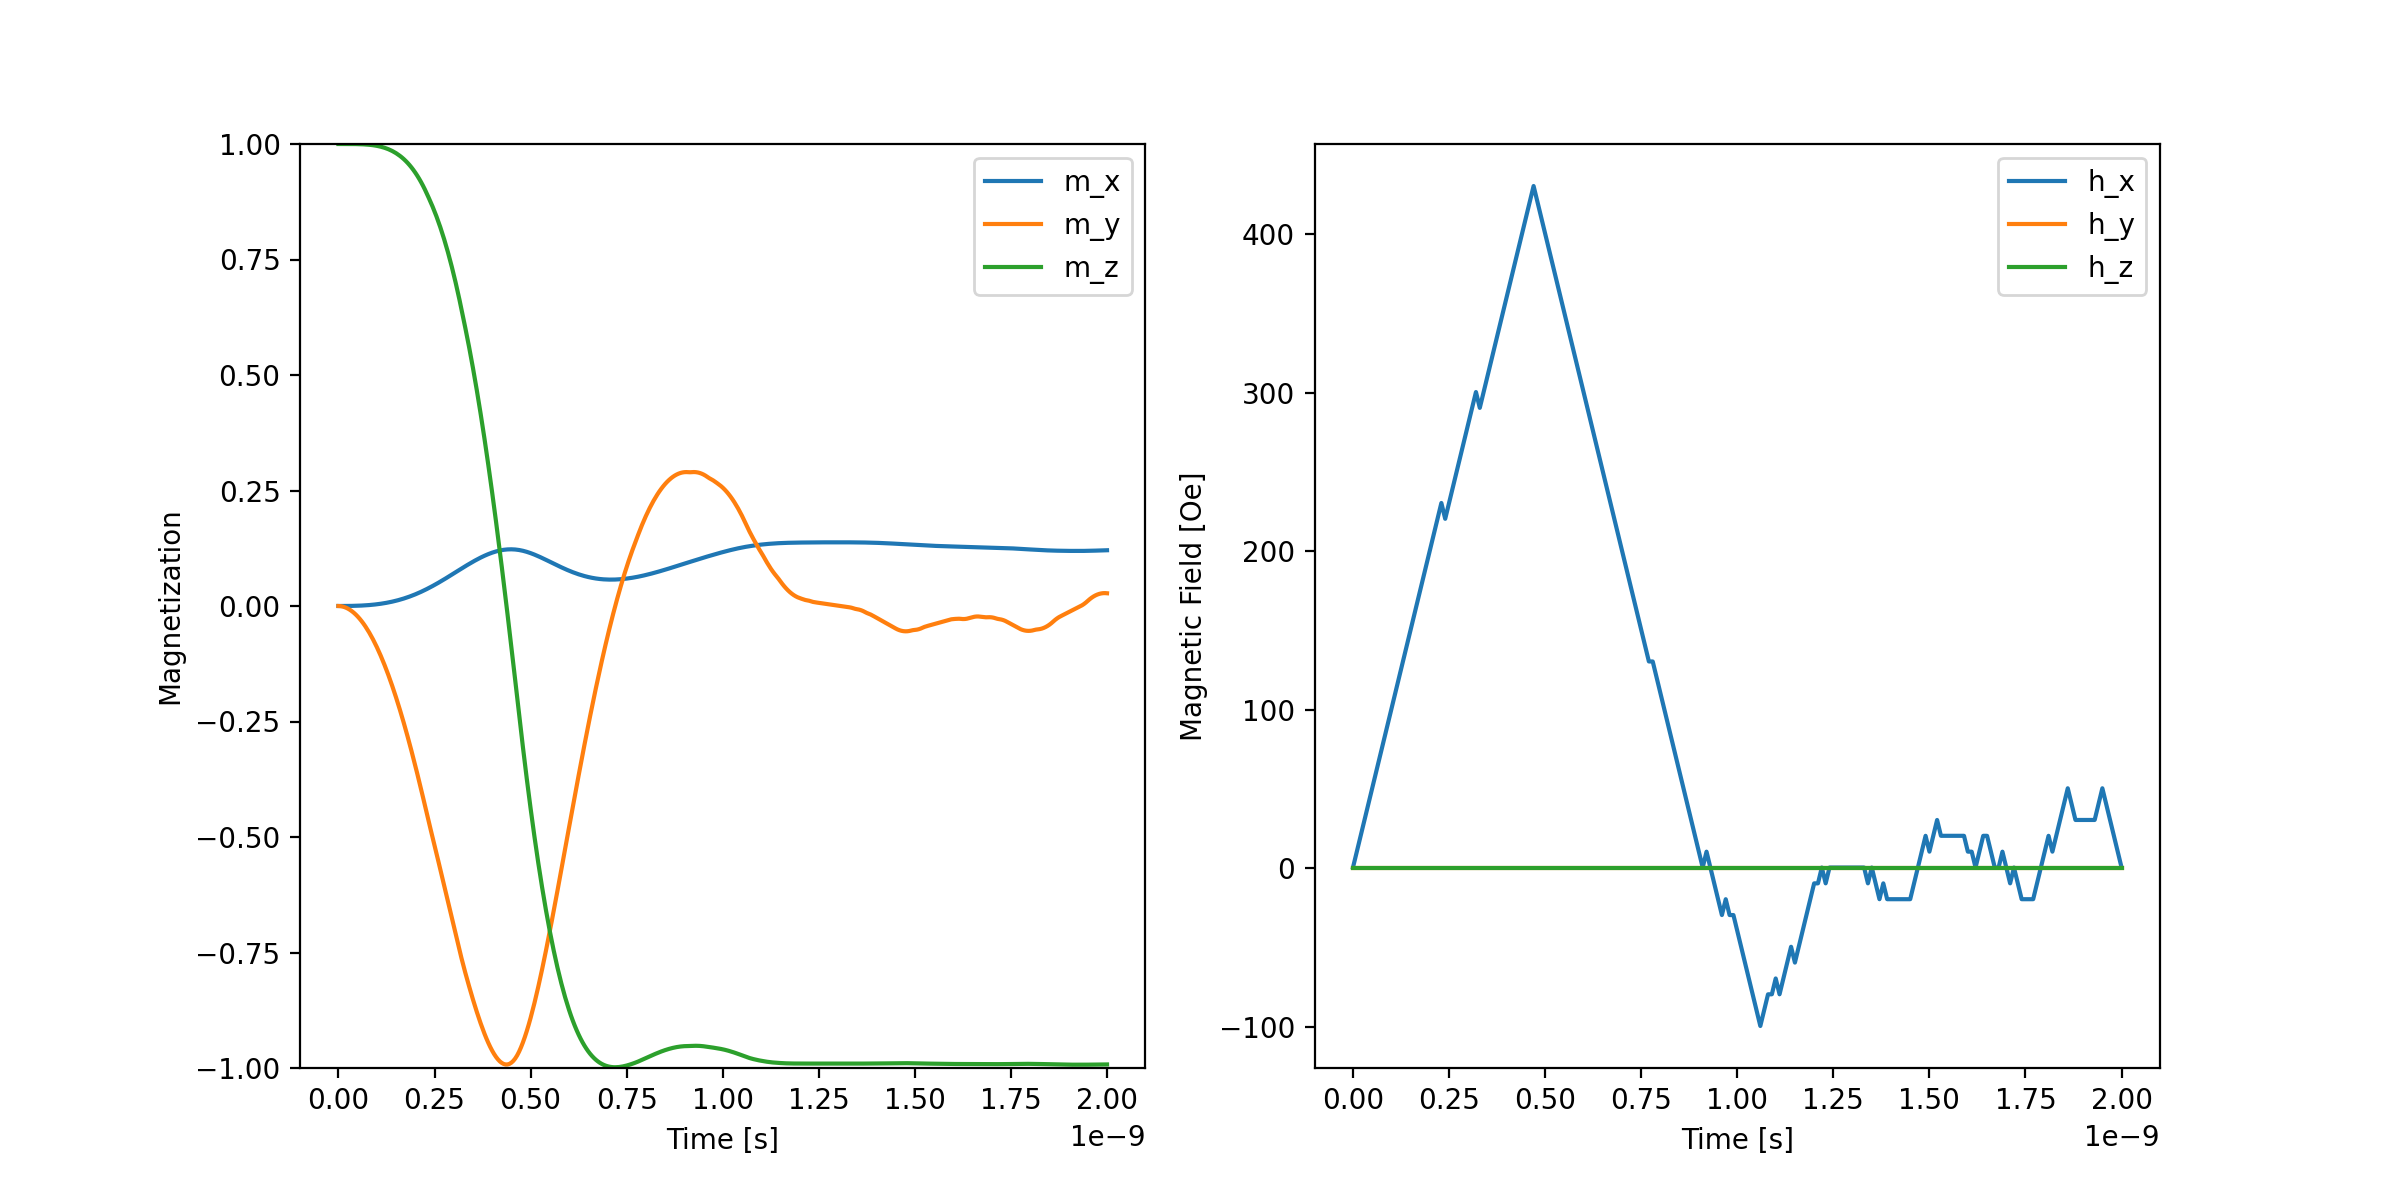 1.00
0.75
0.50
0.25
0.00
−0.25
−0.50
−0.75
−1.00
Magnetization
m_x
m_y
m_z
0.00 0.25 0.50 0.75 1.00 1.25 1.50 1.75 2.00
Time [s]
1e−9
400
300
200
100
0
−100
Magnetic Field [Oe]
h_x
h_y
h_z
0.00 0.25 0.50 0.75 1.00 1.25 1.50 1.75 2.00
Time [s]
1e−9